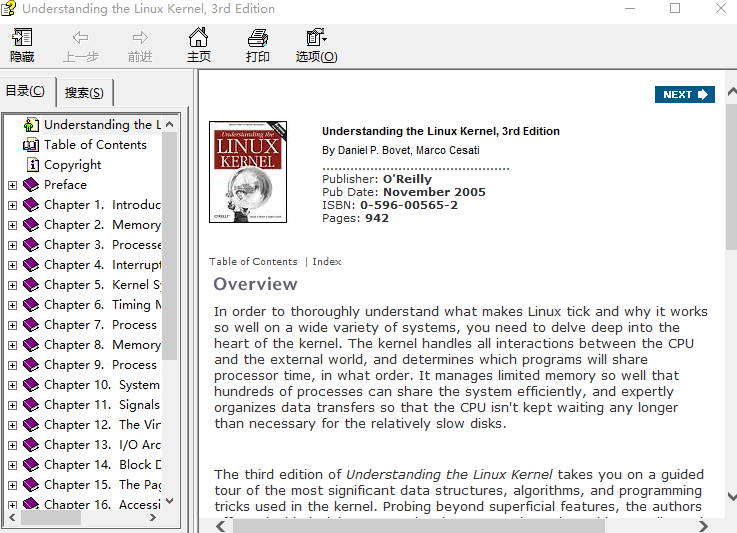 Understanding the Linux Kernel, 3rd Edition
隐藏 上一步 前进 主页 打印 选项(O)
目录(C) 搜索(S)
Understanding the L
Table of Contents
Copyright
Preface
Chapter 1. Introduc
Chapter 2. Memory
Chapter 3. Processe
Chapter 4. Interrupt
Chapter 5. Kernel Sy
Chapter 6. Timing M
Chapter 7. Process
Chapter 8. Memory
Chapter 9. Process
Chapter 10. System
Chapter 11. Signals
Chapter 12. The Vir
Chapter 13. I/O Arc
Chapter 14. Block D
Chapter 15. The Pag
Chapter 16. Accessi
NEXT
Understanding the
LINUX
KERNEL
O'REILLY
Understanding the Linux Kernel, 3rd Edition
By Daniel P. Bovet, Marco Cesati
Publisher: O'Reilly
Pub Date: November 2005
ISBN: 0-596-00565-2
Pages: 942
Table of Contents | Index
Overview
In order to thoroughly understand what makes Linux tick and why it works
so well on a wide variety of systems, you need to delve deep into the
heart of the kernel. The kernel handles all interactions between the CPU
and the external world, and determines which programs will share
processor time, in what order. It manages limited memory so well that
hundreds of processes can share the system efficiently, and expertly
organizes data transfers so that the CPU isn't kept waiting any longer
than necessary for the relatively slow disks.
The third edition of Understanding the Linux Kernel takes you on a guided
tour of the most significant data structures, algorithms, and programming
tricks used in the kernel. Probing beyond superficial features, the authors